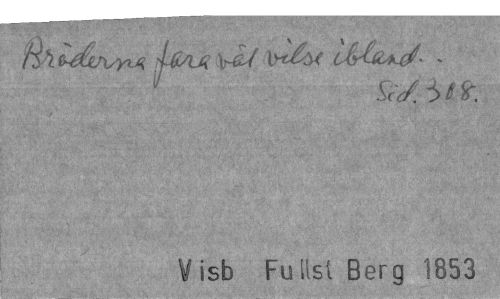 Bröderna fara väl vilse ibland..
Sid. 308.
Visb Fullst Berg 1853